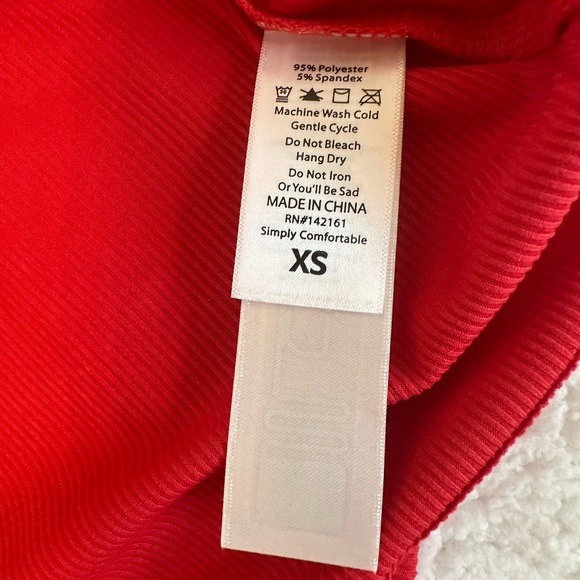 95% Polyester
5% Spandex
Machine Wash Cold
Gentle Cycle
Do Not Bleach
Hang Dry
Do Not Iron
Or You'll Be Sad
MADE IN CHINA
RN#142161
Simply Comfortable
XS